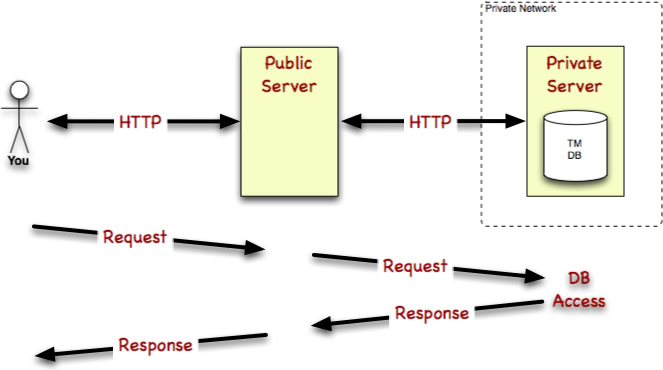 Private Network
Public
Server
Private
Server
HTTP
HTTP
TM
DB
You
Request
Request
DB
Access
Response
Response